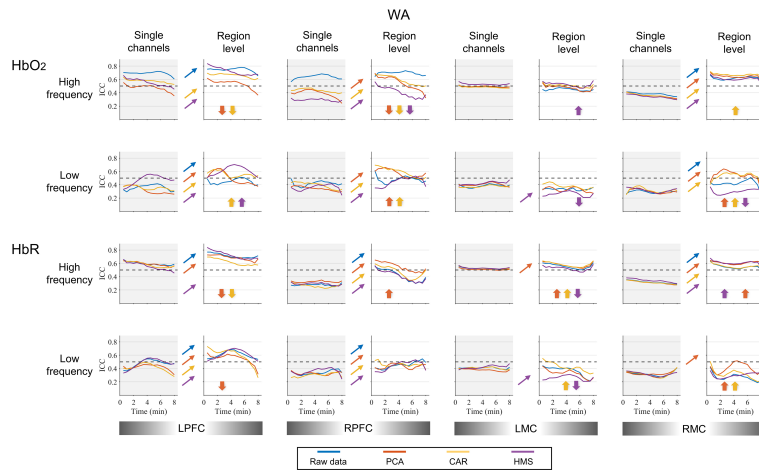 WA
Single channels
Region level
Single channels
Region level
Single channels
Region level
Single channels
Region level
HbO2
High frequency
ICC
0.8
0.6
0.4
0.2
Low frequency
ICC
0.8
0.6
0.4
0.2
HbR
High frequency
ICC
0.8
0.6
0.4
0.2
Low frequency
ICC
0.8
0.6
0.4
0.2
0 2 4 6 8
0 2 4 6 8
0 2 4 6 8
0 2 4 6 8
0 2 4 6 8
0 2 4 6 8
0 2 4 6 8
0 2 4 6 8
Time (min)
Time (min)
Time (min)
Time (min)
Time (min)
Time (min)
Time (min)
Time (min)
LPFC
RPFC
LMC
RMC
Raw data
PCA
CAR
HMS